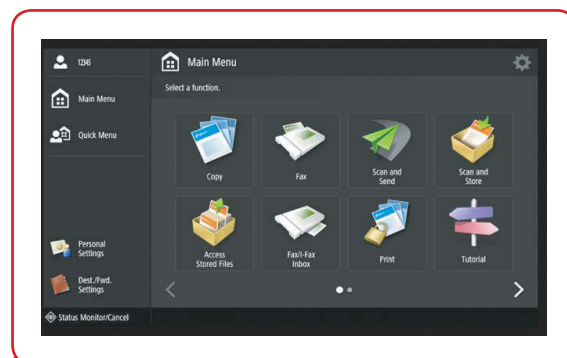 12345
Main Menu
Quick Menu
Personal
Settings
Dest./Fwd.
Settings
Status Monitor/Cancel
Main Menu
Select a function.
Copy
Fax
Scan and
Send
Scan and
Store
Access
Stored Files
Fax/I-Fax
Inbox
Print
Tutorial